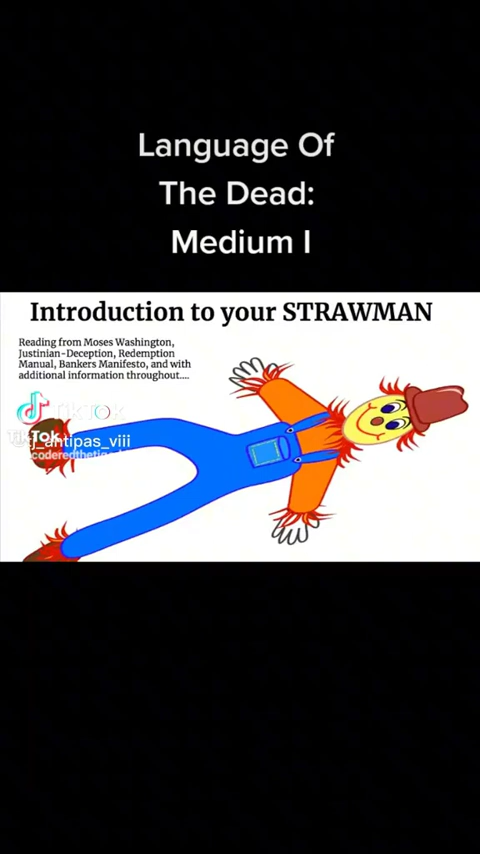 Language Of
The Dead:
Medium I
Introduction to your STRAWMAN
Reading from Moses Washington,
Justinian-Deception, Redemption
Manual, Bankers Manifesto, and with
additional information throughout....
TikTok
TikTok
antipas_viii